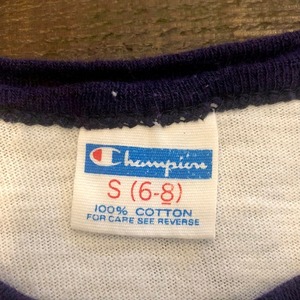 Champion
S (6-8)
100% COTTON
FOR CARE SEE REVERSE